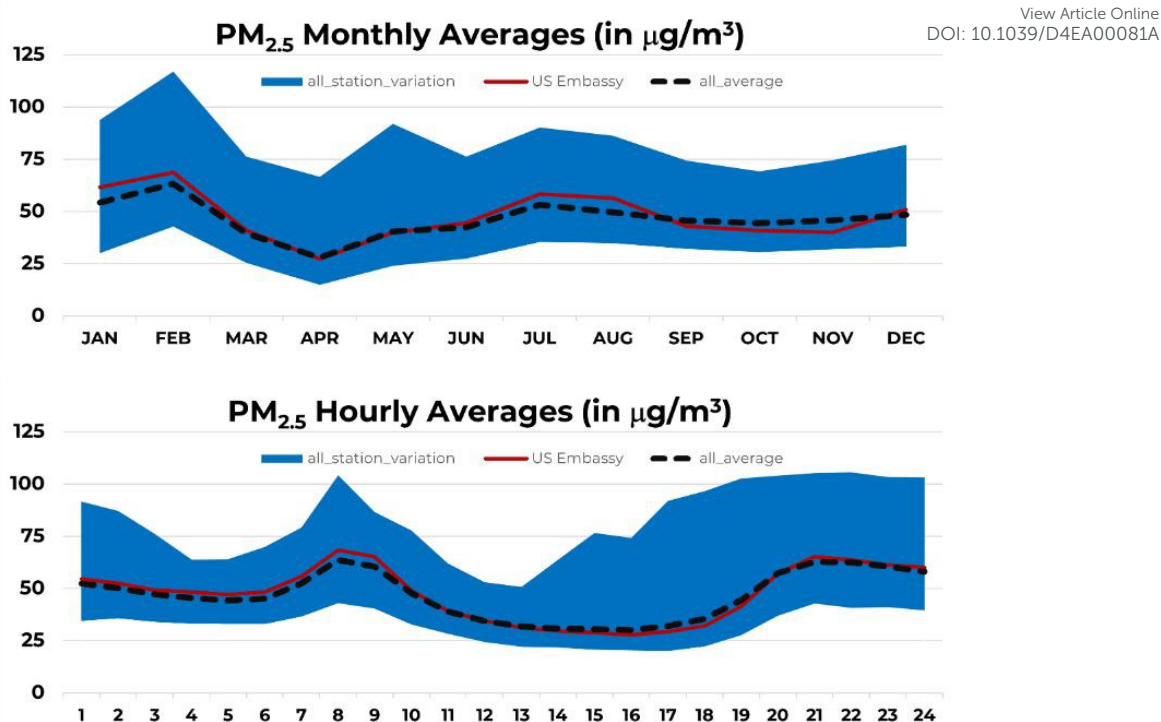 View Article Online
DOI: 10.1039/D4EA00081A
PM2.5 Monthly Averages (in μg/m³)
all_station_variation US Embassy all_average
125
100
75
50
25
0
JAN FEB MAR APR MAY JUN JUL AUG SEP OCT NOV DEC
PM2.5 Hourly Averages (in μg/m³)
all_station_variation US Embassy all_average
125
100
75
50
25
0
1 2 3 4 5 6 7 8 9 10 11 12 13 14 15 16 17 18 19 20 21 22 23 24